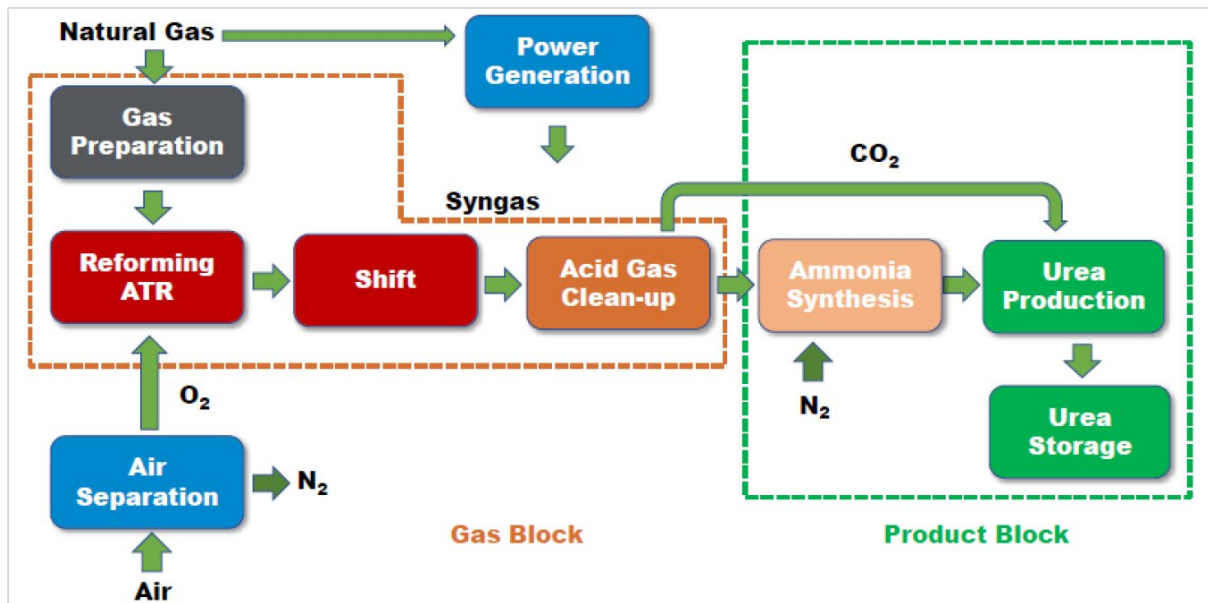 Natural Gas
Power
Generation
Gas
Preparation
CO₂
Syngas
Reforming
ATR
Shift
Acid Gas
Clean-up
Ammonia
Synthesis
Urea
Production
O₂
N₂
Urea
Storage
Air
Separation
N₂
Gas Block
Product Block
Air